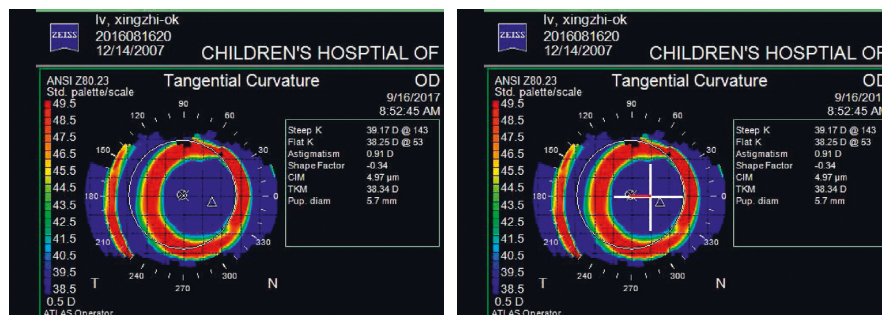 lv, xingzhi-ok
ZEISS
2016081620
12/14/2007
CHILDREN'S HOSPTIAL OF
ANSI Z80.23
Std. palette/scale
Tangential Curvature
OD
9/16/2017
8:52:45 AM
49.5
48.5
47.5
46.5
45.5
44.5
43.5
42.5
41.5
40.5
39.5
38.5
0.5 D
90
120
60
150
30
180
0
210
330
240
300
270
T
N
Steep K 39.17 D @ 143
Flat K 38.25 D @ 53
Astigmatism 0.91 D
Shape Factor -0.34
CIM 4.97 µm
TKM 38.34 D
Pup. diam 5.7 mm
ATLAS Operator
lv, xingzhi-ok
ZEISS
2016081620
12/14/2007
CHILDREN'S HOSPTIAL OF
ANSI Z80.23
Std. palette/scale
Tangential Curvature
OD
9/16/2017
8:52:45 AM
49.5
48.5
47.5
46.5
45.5
44.5
43.5
42.5
41.5
40.5
39.5
38.5
0.5 D
90
120
60
150
30
180
0
210
330
240
300
270
T
N
Steep K 39.17 D @ 143
Flat K 38.25 D @ 53
Astigmatism 0.91 D
Shape Factor -0.34
CIM 4.97 µm
TKM 38.34 D
Pup. diam 5.7 mm
ATLAS Operator